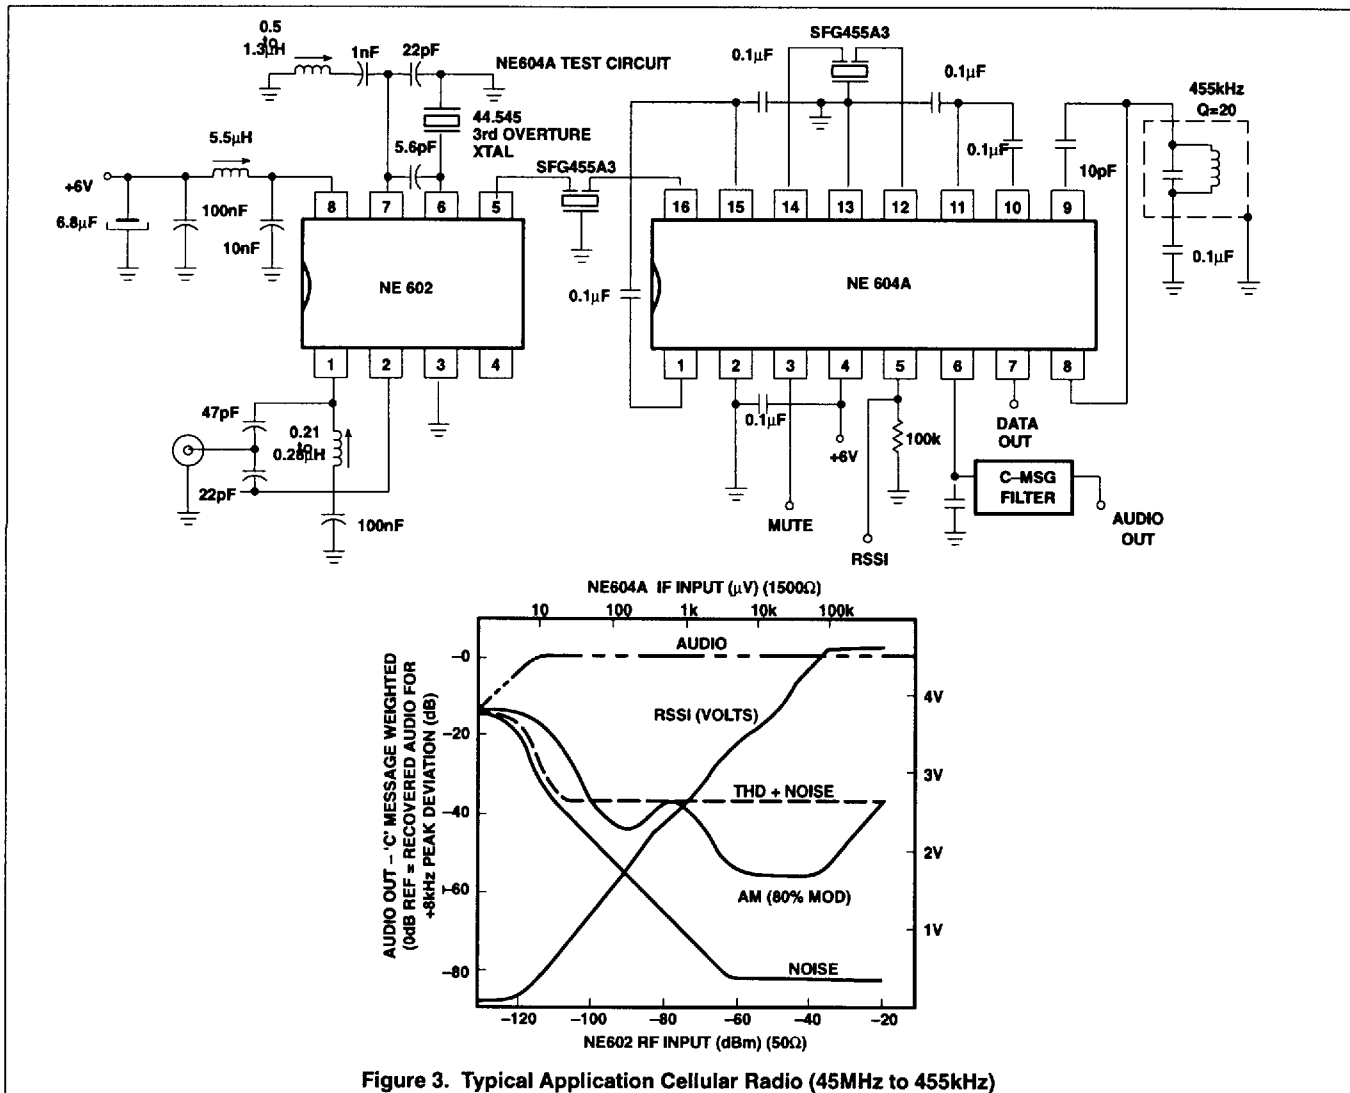 0.5
to
1.3µH
1nF
22pF
NE604A TEST CIRCUIT
44.545
3rd OVERTURE
XTAL
5.6pF
5.5µH
+6V
6.8µF
100nF
10nF
8
7
6
5
NE 602
1
2
3
4
47pF
0.21
to
0.28µH
22pF
100nF
SFG455A3
SFG455A3
0.1µF
0.1µF
0.1µF
10pF
455kHz
Q=20
0.1µF
0.1µF
16
15
14
13
12
11
10
9
NE 604A
1
2
3
4
5
6
7
8
0.1µF
MUTE
+6V
RSSI
100k
DATA
OUT
C–MSG
FILTER
AUDIO
OUT
NE604A IF INPUT (µV) (1500Ω)
10
100
1k
10k
100k
AUDIO
RSSI (VOLTS)
THD + NOISE
AM (80% MOD)
NOISE
AUDIO OUT – 'C' MESSAGE WEIGHTED
(0dB REF = RECOVERED AUDIO FOR
+8kHz PEAK DEVIATION (dB)
–0
–20
–40
–60
–80
4V
3V
2V
1V
–120
–100
–80
–60
–40
–20
NE602 RF INPUT (dBm) (50Ω)
Figure 3. Typical Application Cellular Radio (45MHz to 455kHz)